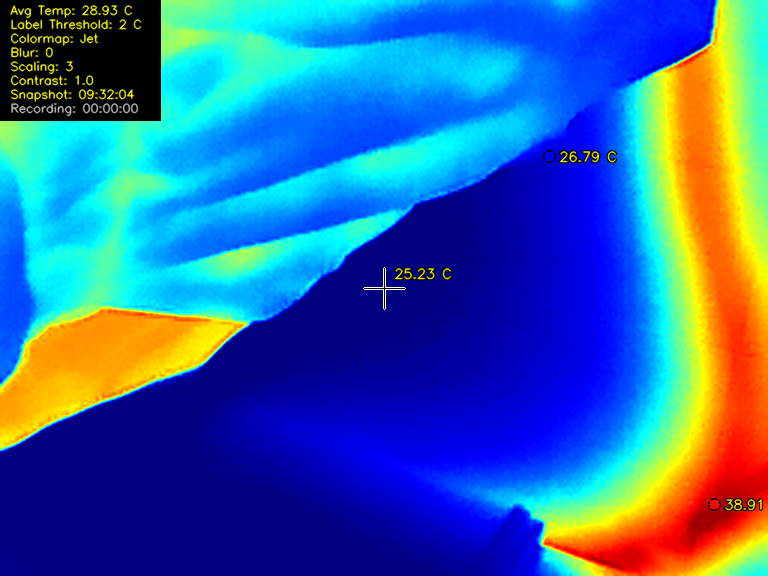 Avg Temp: 28.93 C
Label Threshold: 2 C
Colormap: Jet
Blur: 0
Scaling: 3
Contrast: 1.0
Snapshot: 09:32:04
Recording: 00:00:00
26.79 C
25.23 C
38.91